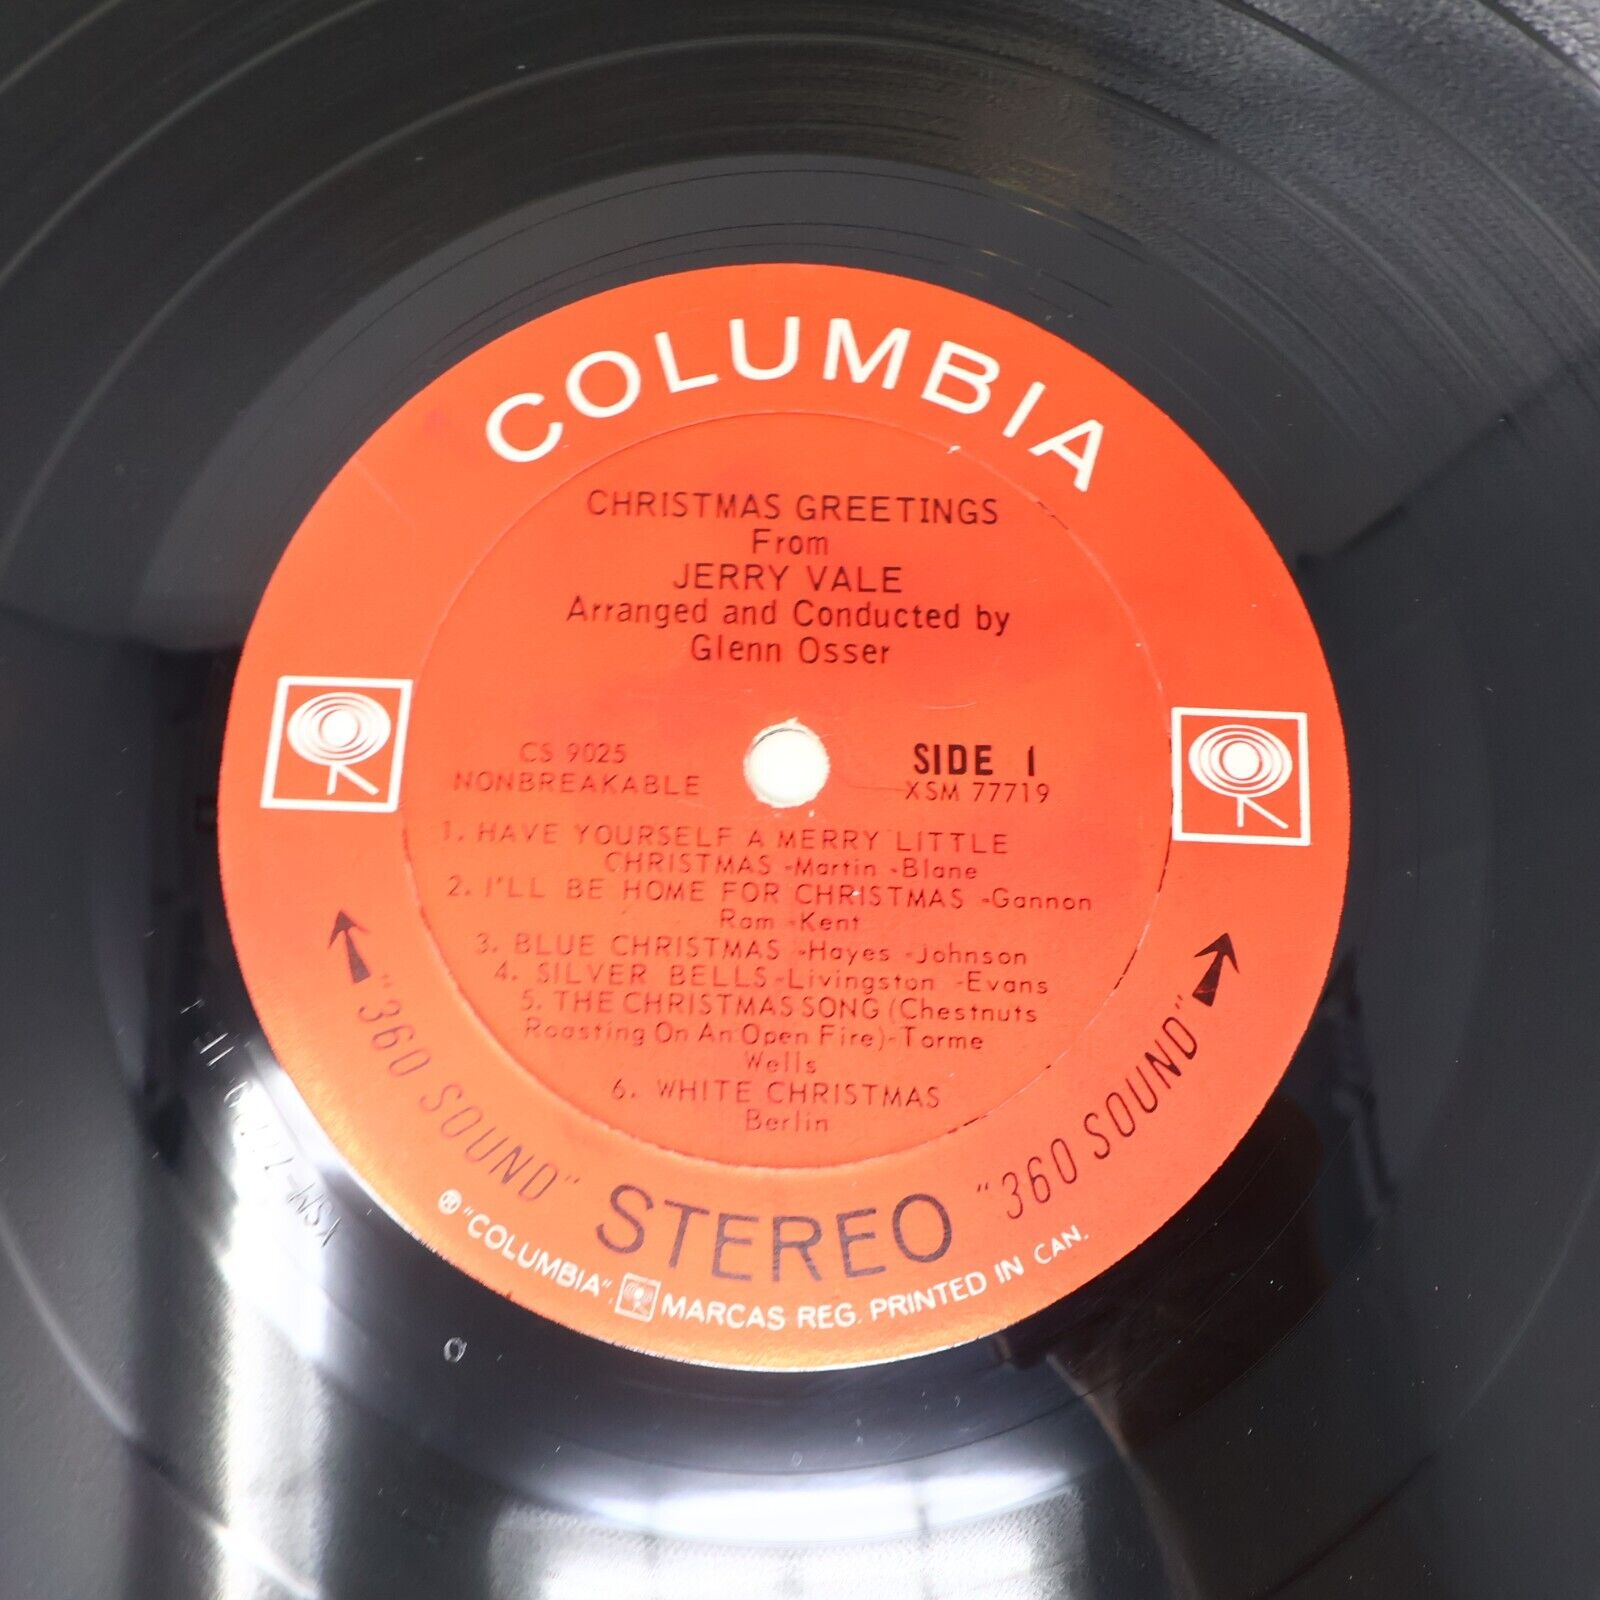 COLUMBIA
CHRISTMAS GREETINGS
From
JERRY VALE
Arranged and Conducted by
Glenn Osser
CS 9025
NONBREAKABLE
SIDE 1
XSM 77719
1. HAVE YOURSELF A MERRY LITTLE
CHRISTMAS -Martin -Blane
2. I'LL BE HOME FOR CHRISTMAS -Gannon
Ram -Kent
3. BLUE CHRISTMAS -Hayes -Johnson
4. SILVER BELLS -Livingston -Evans
5. THE CHRISTMAS SONG (Chestnuts
Roasting On An Open Fire)-Torme
Wells
6. WHITE CHRISTMAS
Berlin
"360 SOUND" STEREO "360 SOUND"
® "COLUMBIA", MARCAS REG. PRINTED IN CAN.